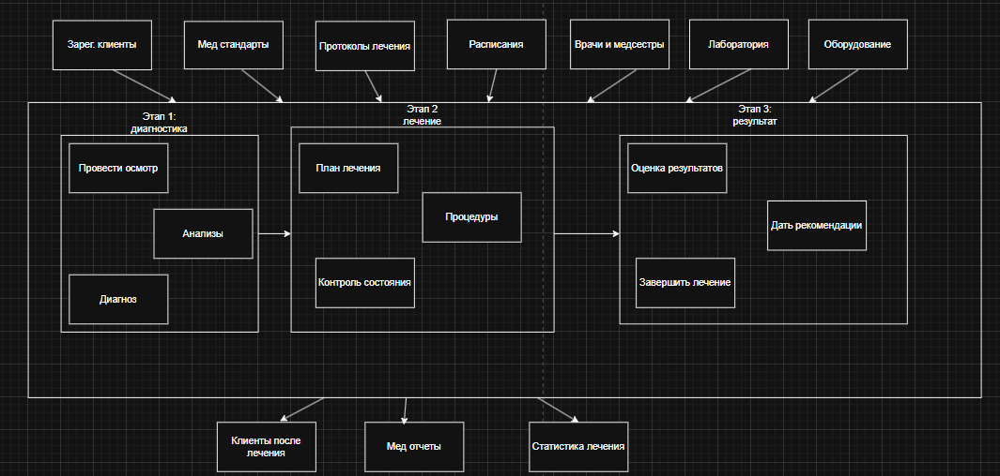 Зарег. клиенты
Мед стандарты
Протоколы лечения
Расписания
Врачи и медсестры
Лаборатория
Оборудование
Этап 1:
диагностика
Этап 2
лечение
Этап 3:
результат
Провести осмотр
Анализы
Диагноз
План лечения
Процедуры
Контроль состояния
Оценка результатов
Дать рекомендации
Завершить лечение
Клиенты после
лечения
Мед отчеты
Статистика лечения